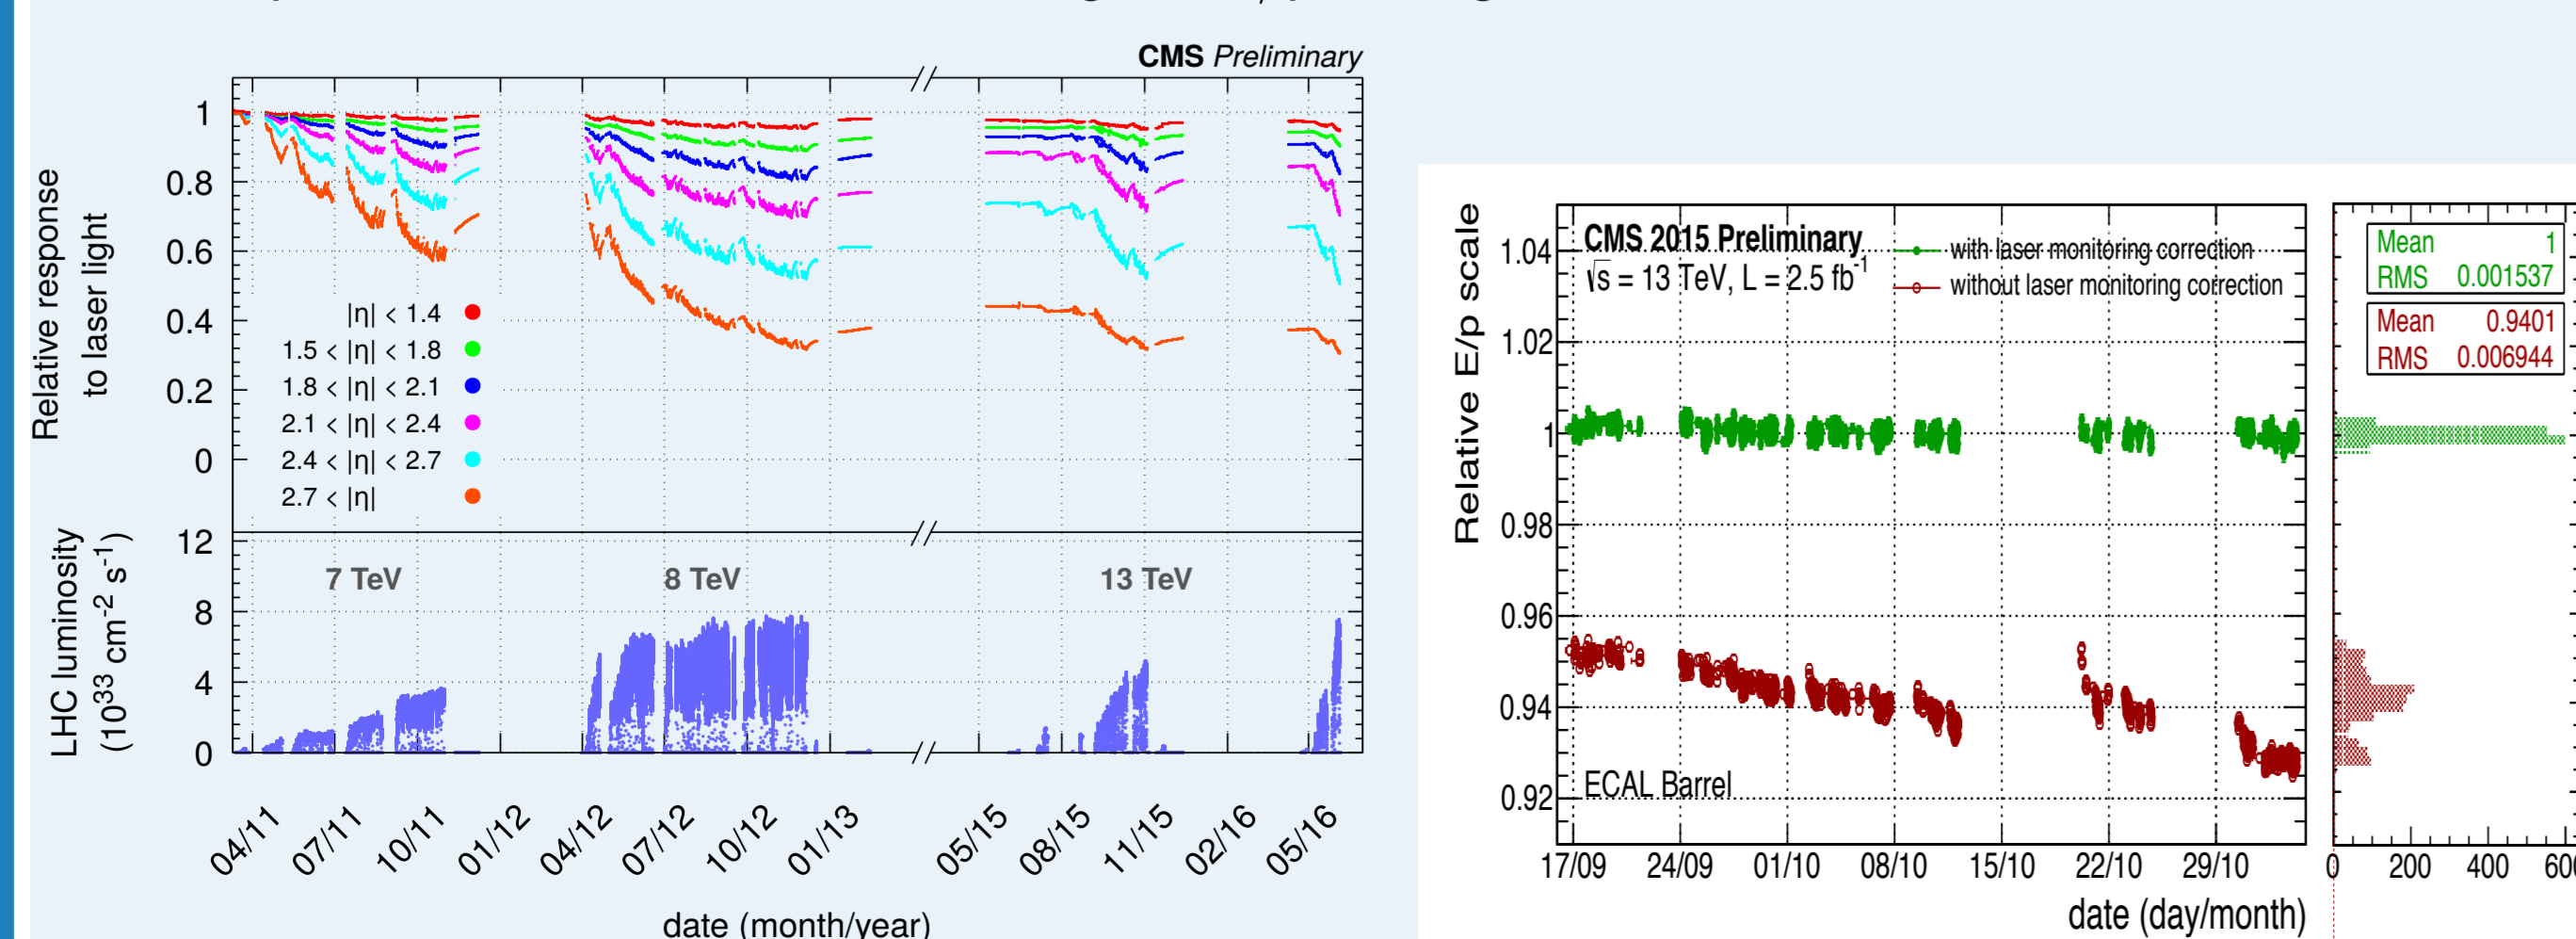 CMS Preliminary
Relative response
to laser light
1
0.8
0.6
0.4
0.2
0
|η| < 1.4
1.5 < |η| < 1.8
1.8 < |η| < 2.1
2.1 < |η| < 2.4
2.4 < |η| < 2.7
2.7 < |η|
LHC luminosity
(10³³ cm⁻² s⁻¹)
12
8
4
0
7 TeV
8 TeV
13 TeV
04/11
07/11
10/11
01/12
04/12
07/12
10/12
01/13
05/15
08/15
11/15
02/16
05/16
date (month/year)
Relative E/p scale
1.04
1.02
1
0.98
0.96
0.94
0.92
CMS 2015 Preliminary
√s = 13 TeV, L = 2.5 fb⁻¹
with laser monitoring correction
without laser monitoring correction
ECAL Barrel
17/09
24/09
01/10
08/10
15/10
22/10
29/10
date (day/month)
Mean 1
RMS 0.001537
Mean 0.9401
RMS 0.006944
0
200
400